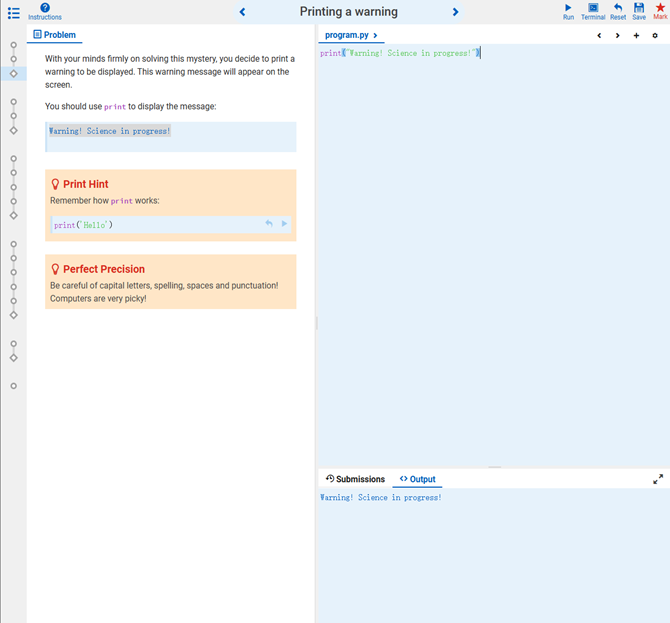 Instructions
Printing a warning
Run
Terminal
Reset
Save
Mark
Problem
With your minds firmly on solving this mystery, you decide to print a
warning to be displayed. This warning message will appear on the
screen.
You should use print to display the message:
Warning! Science in progress!
Print Hint
Remember how print works:
print('Hello')
Perfect Precision
Be careful of capital letters, spelling, spaces and punctuation!
Computers are very picky!
program.py
print("Warning! Science in progress!")
Submissions
Output
Warning! Science in progress!